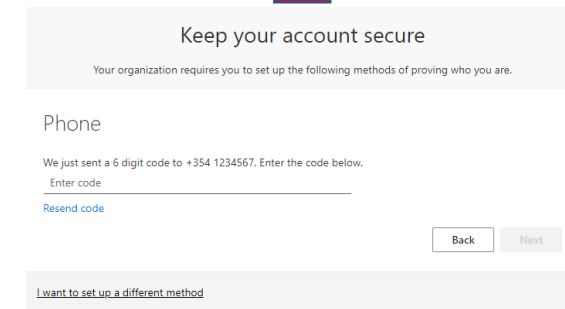 Keep your account secure
Your organization requires you to set up the following methods of proving who you are.
Phone
We just sent a 6 digit code to +354 1234567. Enter the code below.
Enter code
Resend code
Back Next
I want to set up a different method